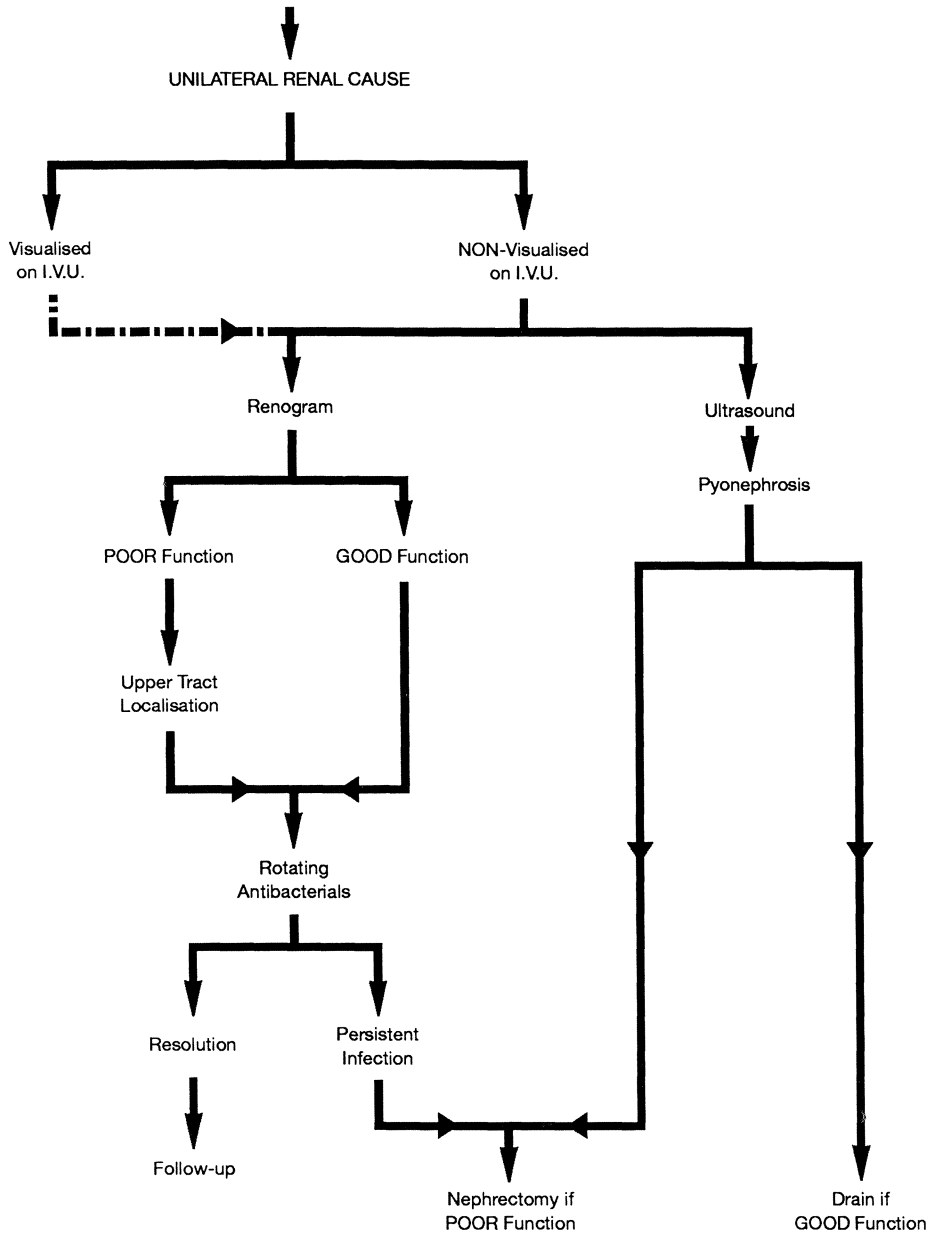 UNILATERAL RENAL CAUSE
Visualised
on I.V.U.
NON-Visualised
on I.V.U.
Renogram
Ultrasound
Pyonephrosis
POOR Function
GOOD Function
Upper Tract
Localisation
Rotating
Antibacterials
Resolution
Persistent
Infection
Follow-up
Nephrectomy if
POOR Function
Drain if
GOOD Function